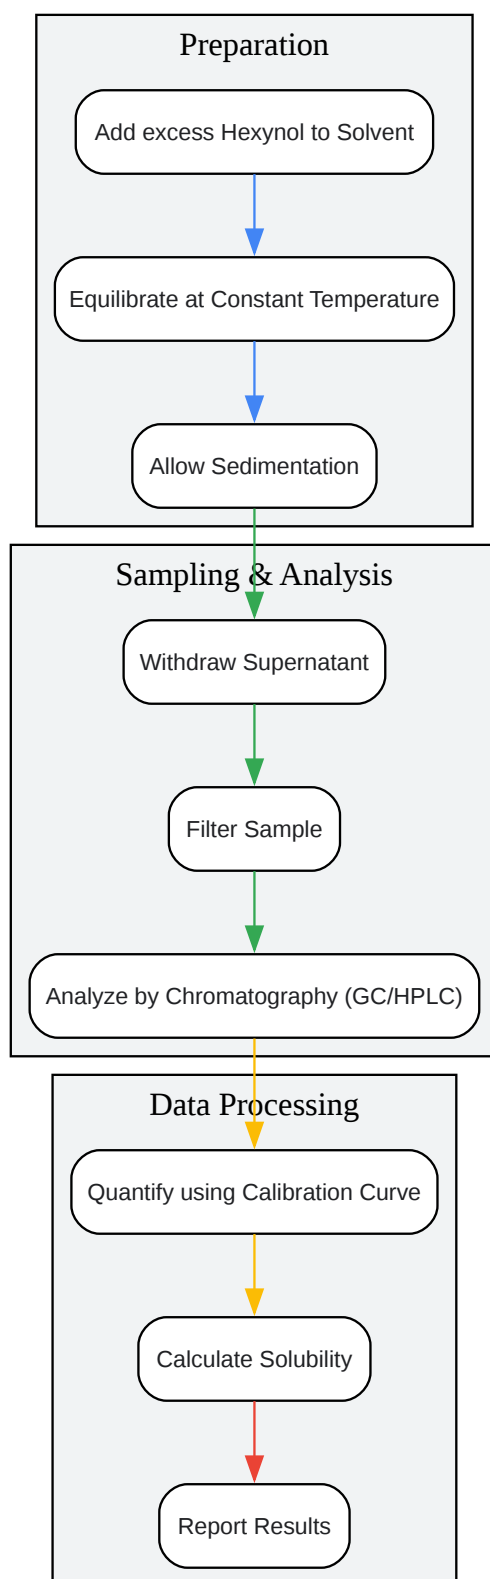 Preparation
Add excess Hexynol to Solvent
Equilibrate at Constant Temperature
Allow Sedimentation
Sampling & Analysis
Withdraw Supernatant
Filter Sample
Analyze by Chromatography (GC/HPLC)
Data Processing
Quantify using Calibration Curve
Calculate Solubility
Report Results